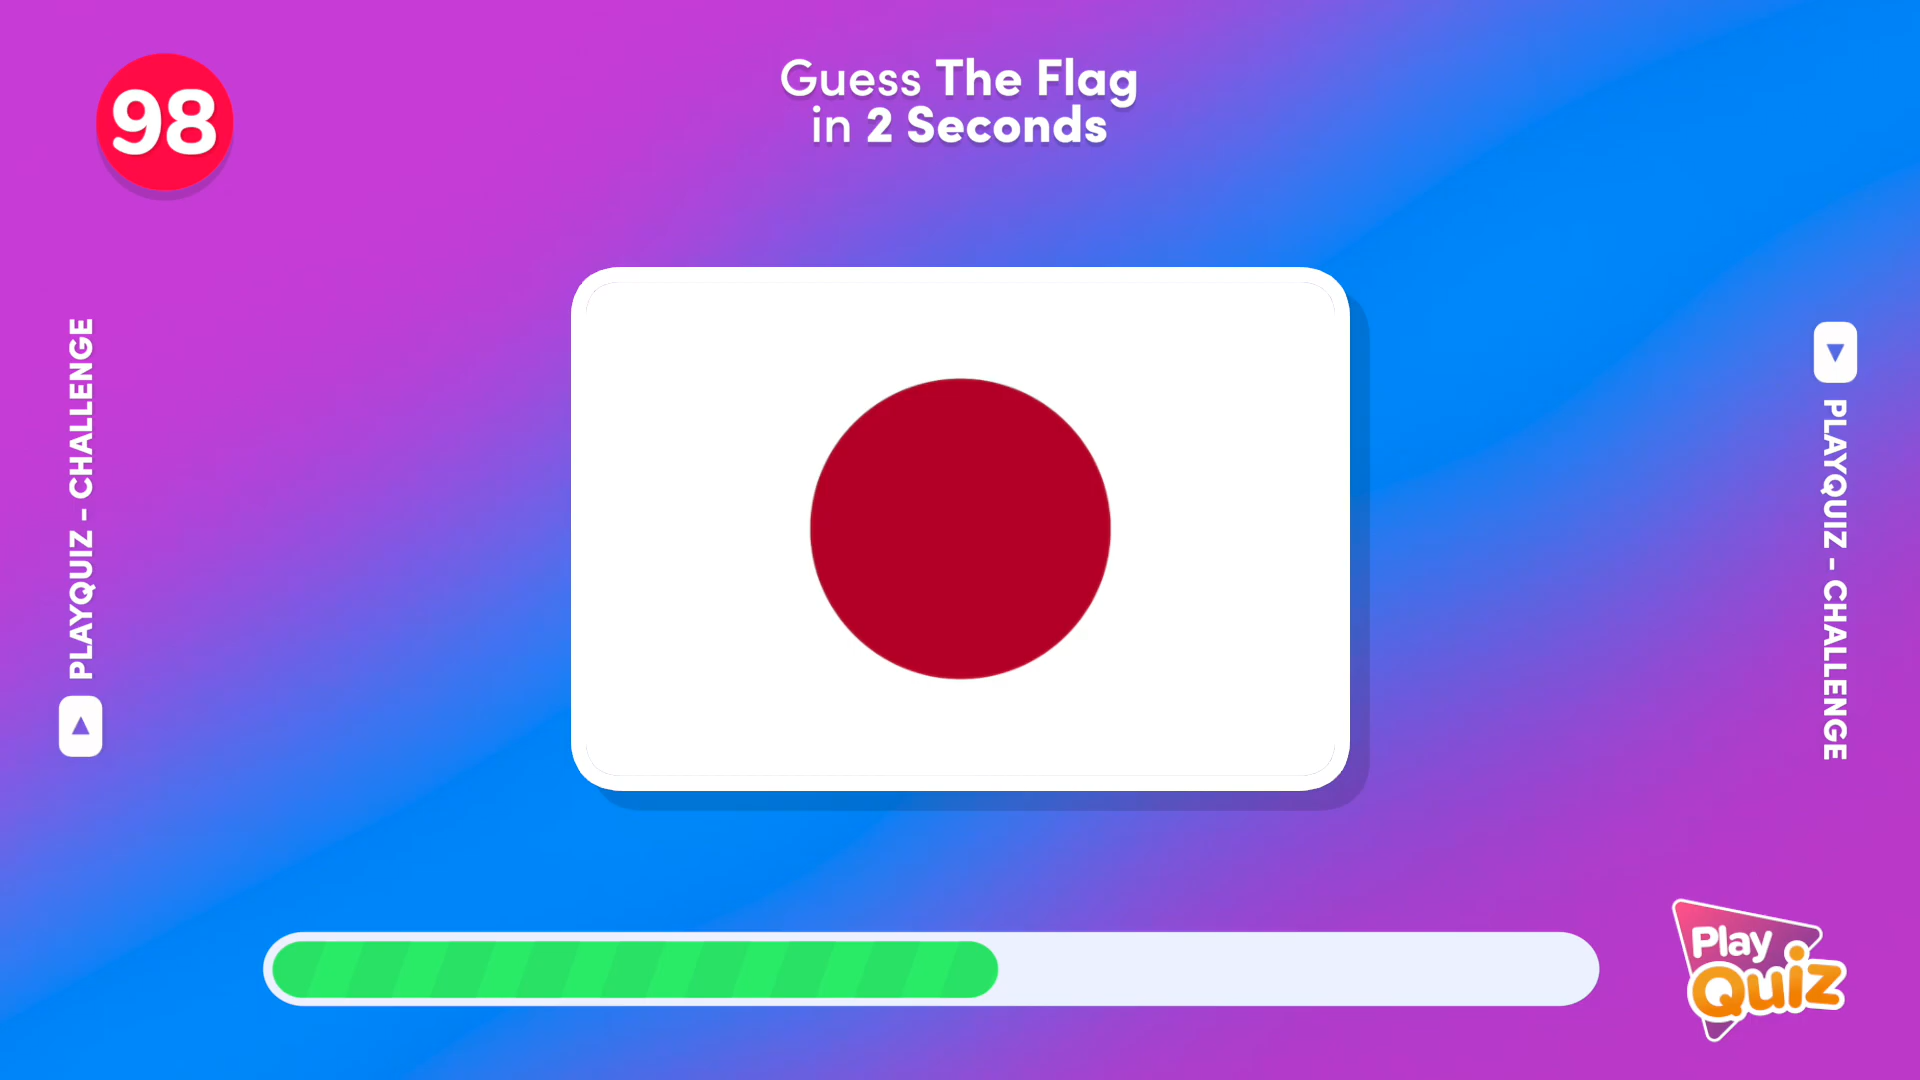 98
Guess The Flag
in 2 Seconds
PLAYQUIZ - CHALLENGE
PLAYQUIZ - CHALLENGE
Play
Quiz